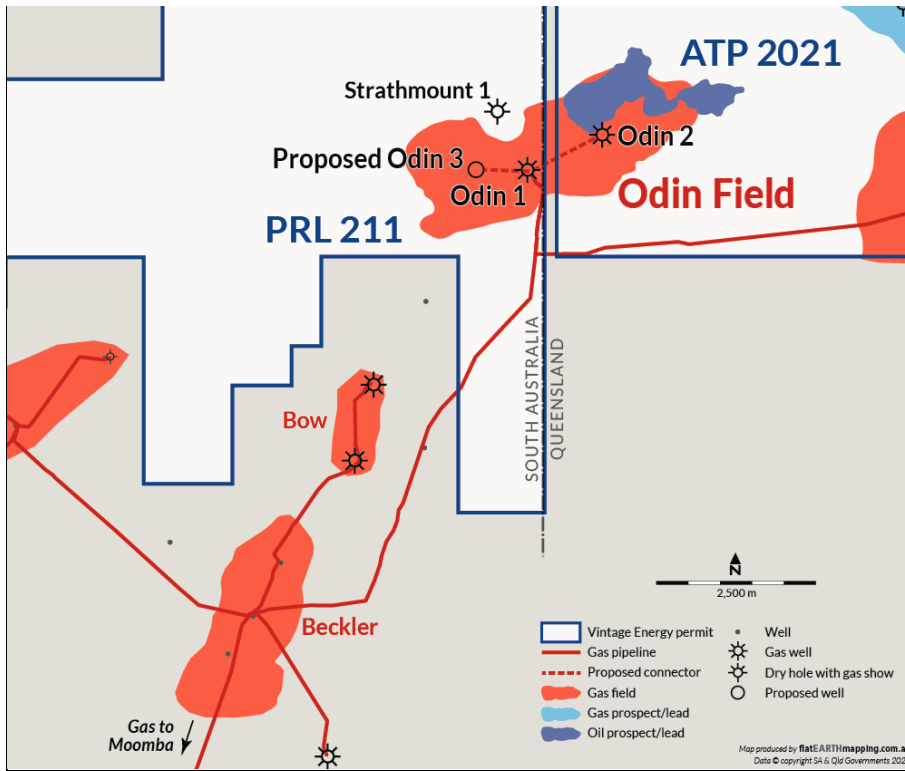 ATP 2021
Strathmount 1
Odin 2
Proposed Odin 3
Odin 1
Odin Field
PRL 211
SOUTH AUSTRALIA
QUEENSLAND
Bow
Beckler
N
2,500 m
Gas to
Moomba
Vintage Energy permit
Gas pipeline
Proposed connector
Gas field
Gas prospect/lead
Oil prospect/lead
Well
Gas well
Dry hole with gas show
Proposed well
Map produced by flatEARTHmapping.com.a
Data © copyright SA & Qld Governments 202